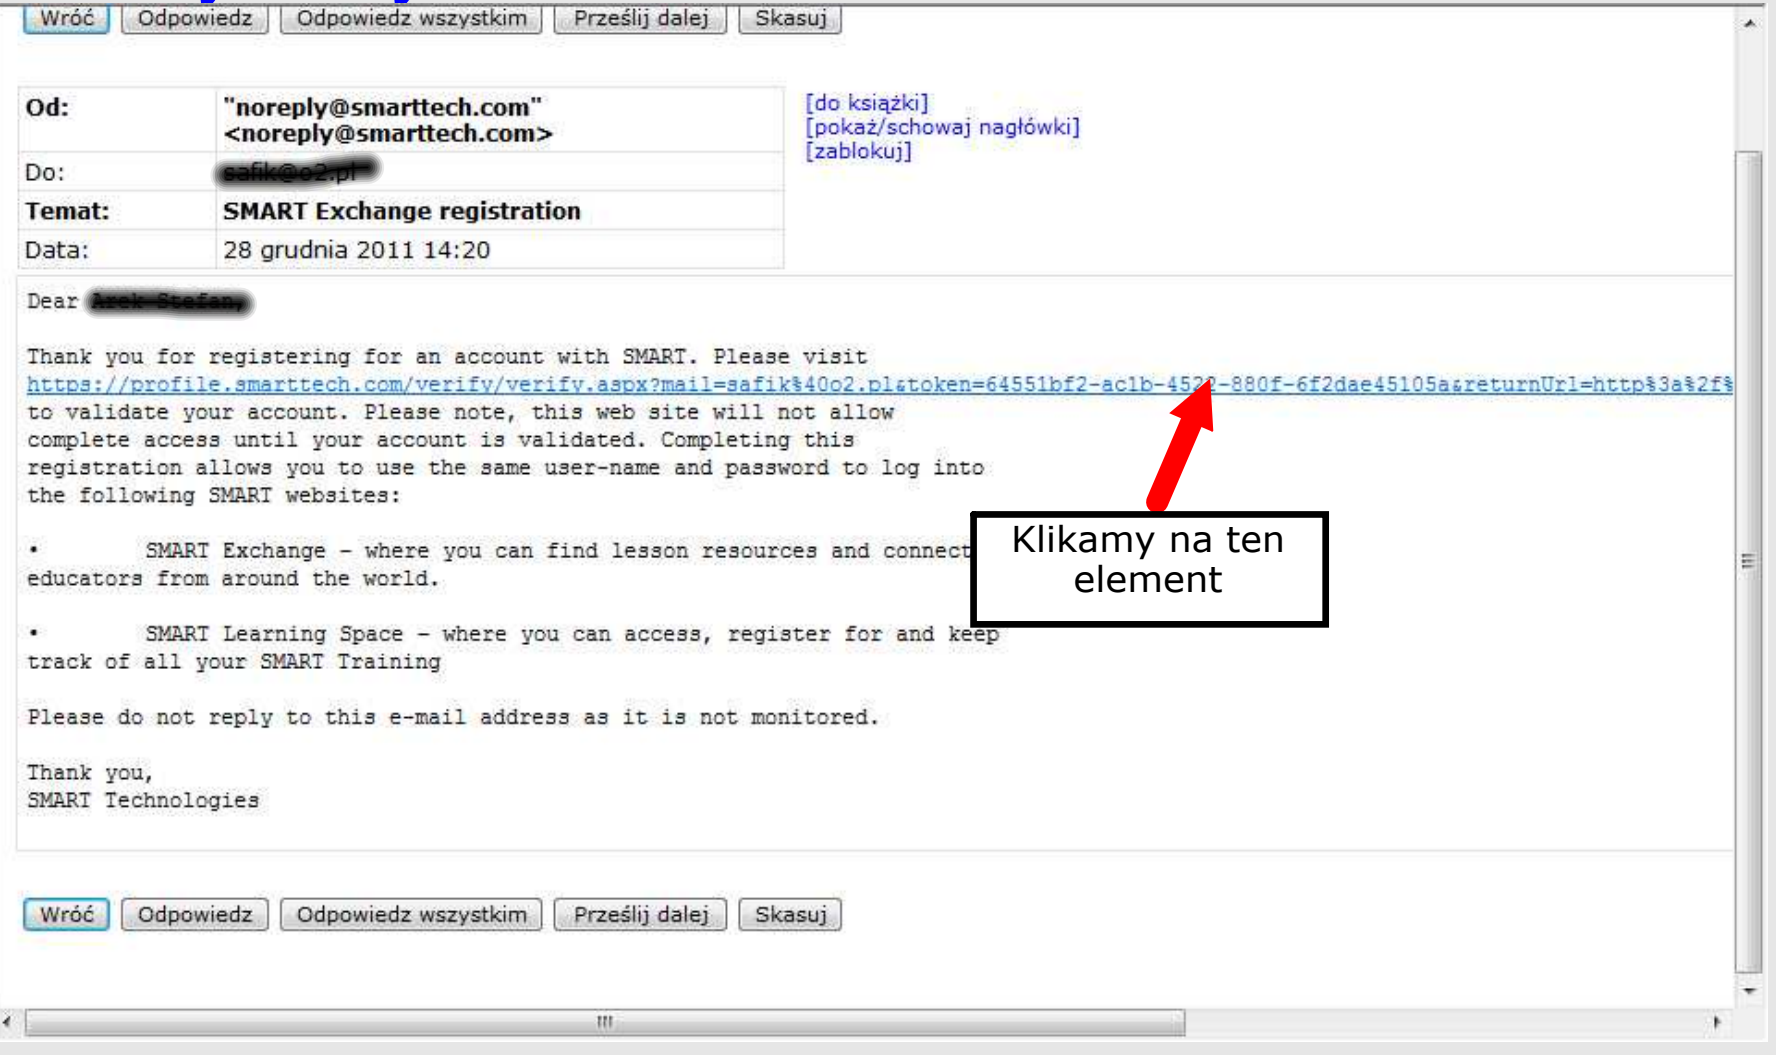 Wróć Odpowiedz Odpowiedz wszystkim Prześlij dalej Skasuj
Od: "noreply@smarttech.com"
<noreply@smarttech.com>
[do książki]
[pokaż/schowaj nagłówki]
[zablokuj]
Do:
Temat: SMART Exchange registration
Data: 28 grudnia 2011 14:20
Dear
Thank you for registering for an account with SMART. Please visit
https://profile.smarttech.com/verify/verify.aspx?mail=safik%40o2.pl&token=64551bf2-ac1b-4522-880f-6f2dae45105a&returnUrl=http%3a%2f%
to validate your account. Please note, this web site will not allow
complete access until your account is validated. Completing this
registration allows you to use the same user-name and password to log into
the following SMART websites:
• SMART Exchange – where you can find lesson resources and connect
educators from around the world.
Klikamy na ten
element
• SMART Learning Space – where you can access, register for and keep
track of all your SMART Training
Please do not reply to this e-mail address as it is not monitored.
Thank you,
SMART Technologies
Wróć Odpowiedz Odpowiedz wszystkim Prześlij dalej Skasuj